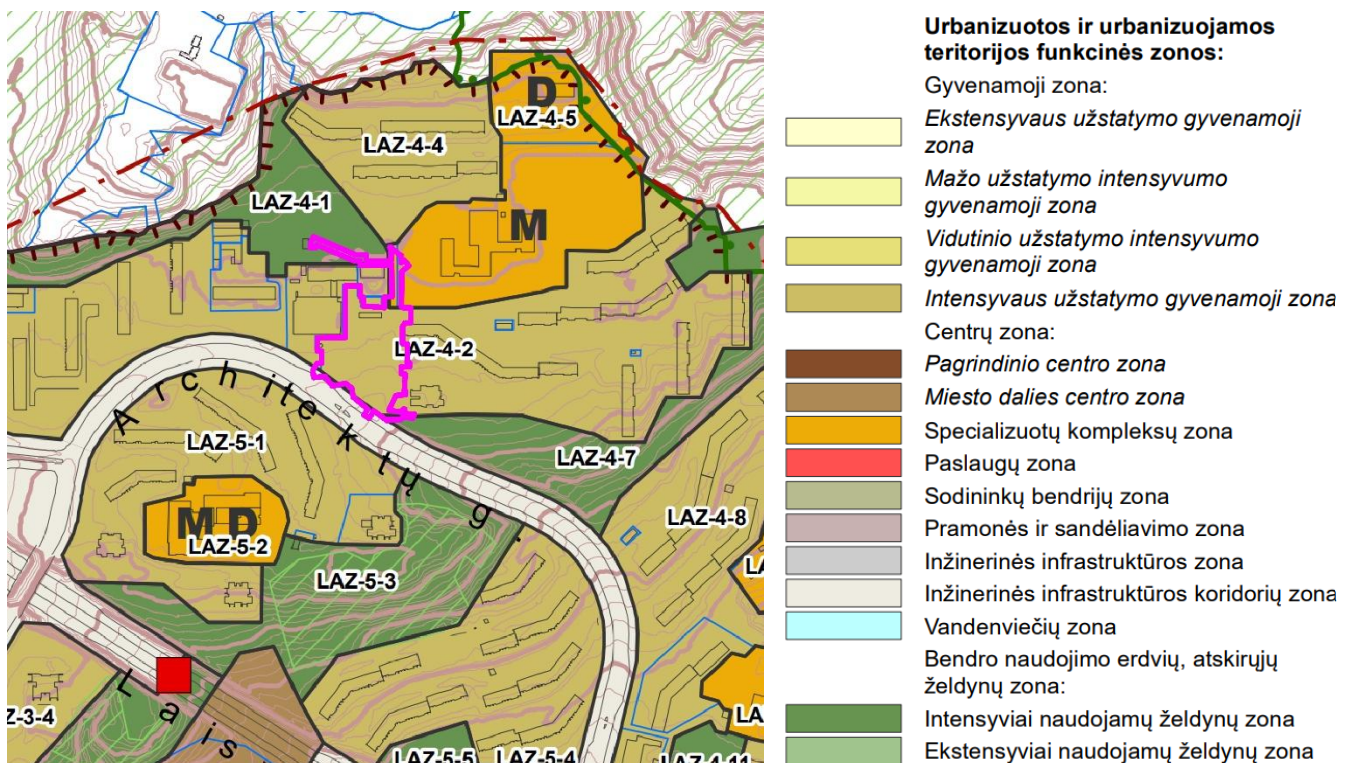 D
LAZ-4-5
LAZ-4-4
LAZ-4-1
M
LAZ-4-2
Architektų g.
LAZ-5-1
LAZ-4-7
M D
LAZ-5-2
LAZ-4-8
LAZ-5-3
Z-3-4
Lais
LA
LAZ-5-5
LAZ-5-4
LAZ-4-11
Urbanizuotos ir urbanizuojamos
teritorijos funkcinės zonos:
Gyvenamoji zona:
Ekstensyvaus užstatymo gyvenamoji
zona
Mažo užstatymo intensyvumo
gyvenamoji zona
Vidutinio užstatymo intensyvumo
gyvenamoji zona
Intensyvaus užstatymo gyvenamoji zona
Centrų zona:
Pagrindinio centro zona
Miesto dalies centro zona
Specializuotų kompleksų zona
Paslaugų zona
Sodininkų bendrijų zona
Pramonės ir sandėliavimo zona
Inžinerinės infrastruktūros zona
Inžinerinės infrastruktūros koridorių zona
Vandenviečių zona
Bendro naudojimo erdvių, atskirųjų
želdynų zona:
Intensyviai naudojamų želdynų zona
Ekstensyviai naudojamų želdynų zona